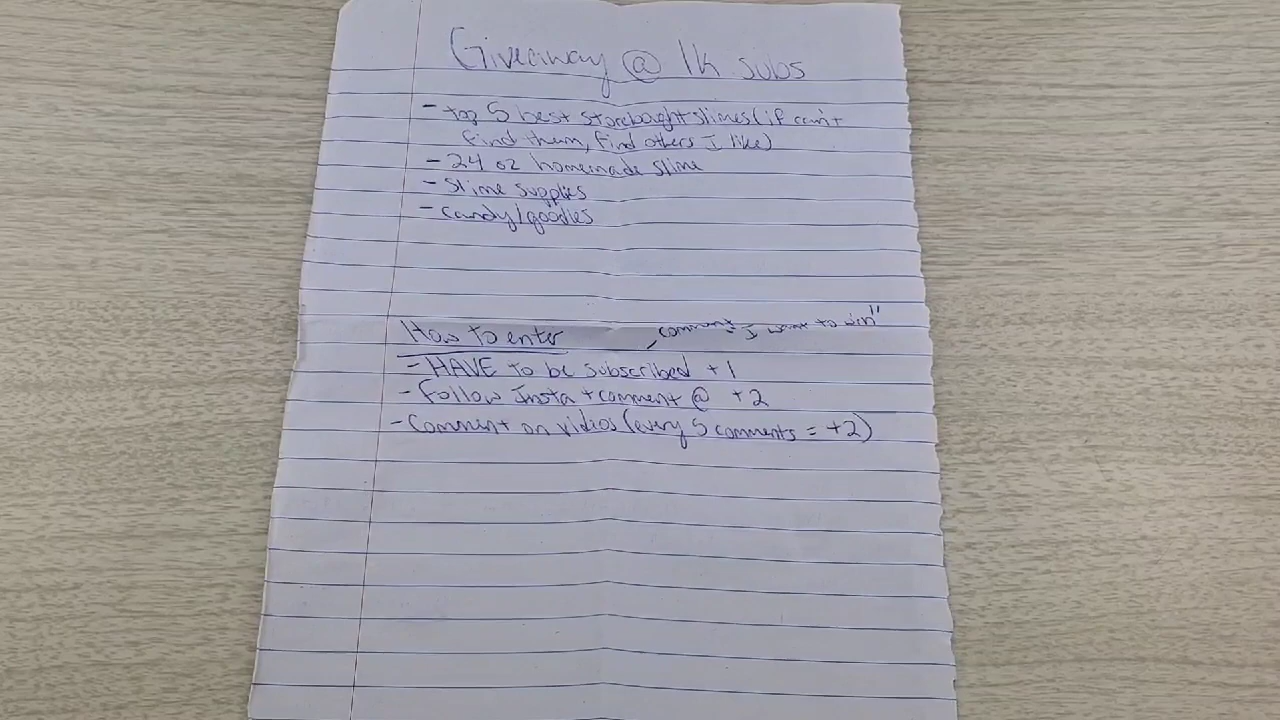 Giveaway @ 1k subs
- top 5 best storebought slimes (if can't
find them, find others I like)
- 24 oz homemade slime
- Slime supplies
- candy/goodies
How to enter
, comment "I want to win"
- HAVE to be subscribed +1
- Follow Insta + comment @ +2
- Comment on videos (every 5 comments = +2)